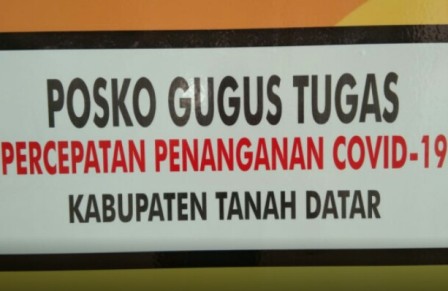 POSKO GUGUS TUGAS
PERCEPATAN PENANGANAN COVID-19
KABUPATEN TANAH DATAR